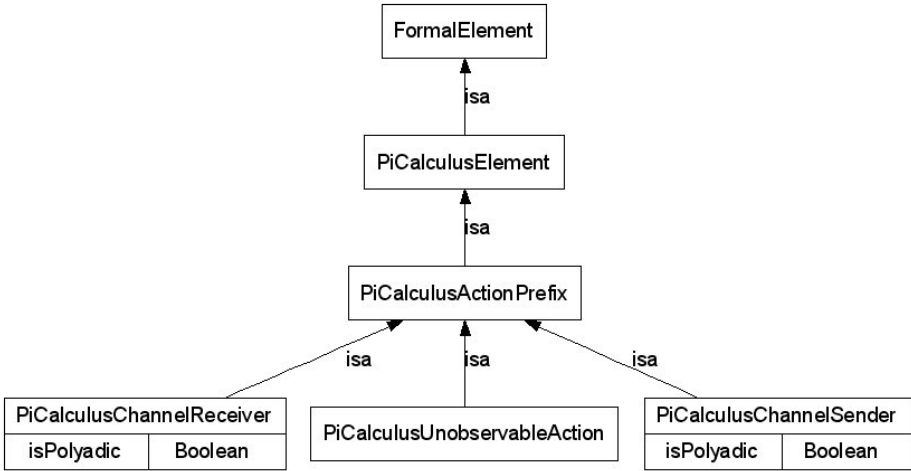 FormalElement
isa
PiCalculusElement
isa
PiCalculusActionPrefix
isa isa isa
PiCalculusChannelReceiver PiCalculusUnobservableAction PiCalculusChannelSender
isPolyadic Boolean isPolyadic Boolean